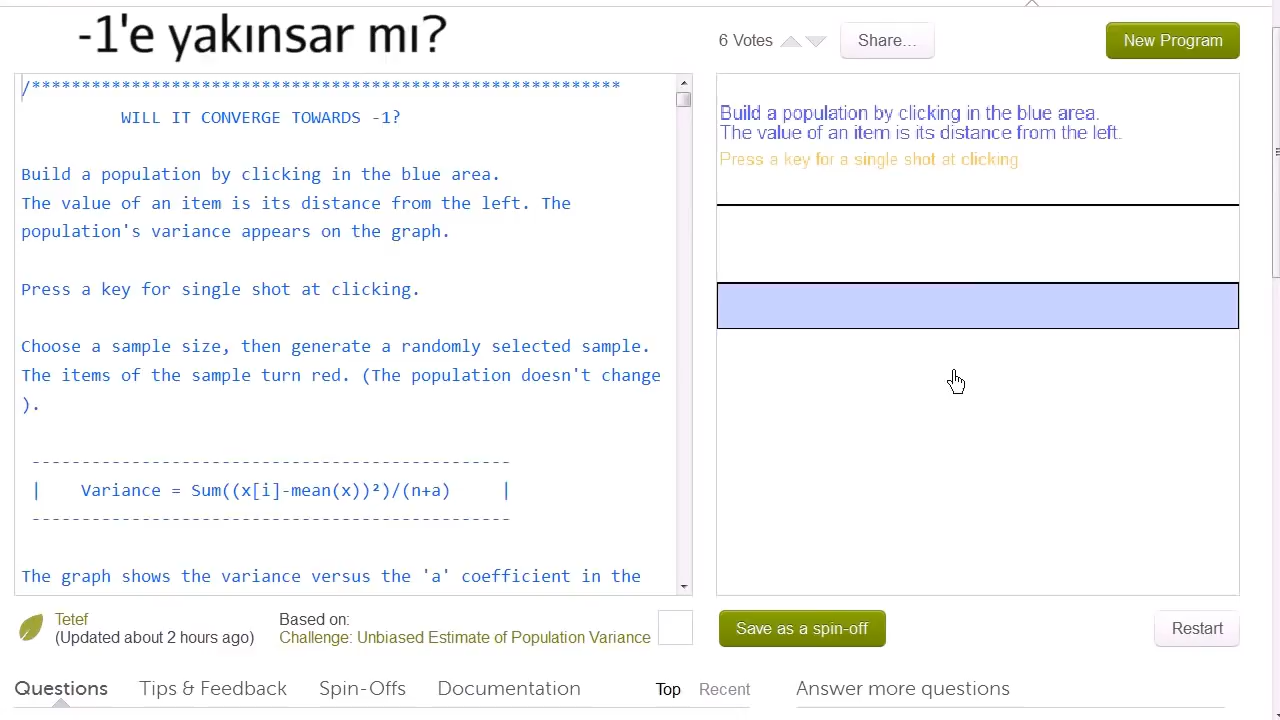 -1'e yakınsar mı?
6 Votes
Share...
New Program
/***********************************************************
WILL IT CONVERGE TOWARDS -1?
Build a population by clicking in the blue area.
The value of an item is its distance from the left. The
population's variance appears on the graph.
Press a key for single shot at clicking.
Choose a sample size, then generate a randomly selected sample.
The items of the sample turn red. (The population doesn't change
).
------------------------------------------------
|    Variance = Sum((x[i]-mean(x))²)/(n+a)     |
------------------------------------------------
The graph shows the variance versus the 'a' coefficient in the
Build a population by clicking in the blue area.
The value of an item is its distance from the left.
Press a key for a single shot at clicking
Tetef
(Updated about 2 hours ago)
Based on:
Challenge: Unbiased Estimate of Population Variance
Save as a spin-off
Restart
Questions
Tips & Feedback
Spin-Offs
Documentation
Top
Recent
Answer more questions